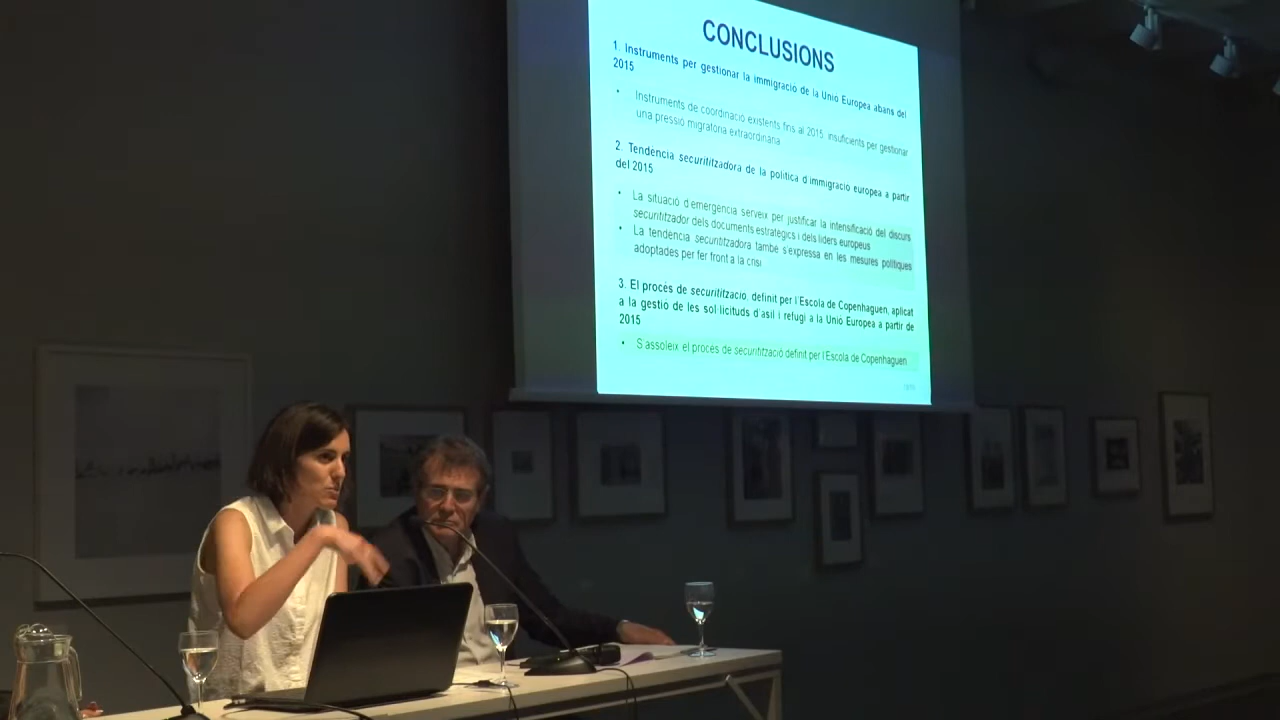 CONCLUSIONS
1. Instruments per gestionar la immigració de la Unió Europea abans del
2015
• Instruments de coordinació existents fins al 2015: insuficients per gestionar
una pressió migratòria extraordinària
2. Tendència securititzadora de la política d'immigració europea a partir
del 2015
• La situació d'emergència serveix per justificar la intensificació del discurs
securititzador dels documents estratègics i dels líders europeus
• La tendència securititzadora també s'expressa en les mesures polítiques
adoptades per fer front a la crisi
3. El procés de securitització, definit per l'Escola de Copenhaguen, aplicat
a la gestió de les sol·licituds d'asil i refugi a la Unió Europea a partir de
2015
• S'assoleix el procés de securitització definit per l'Escola de Copenhaguen